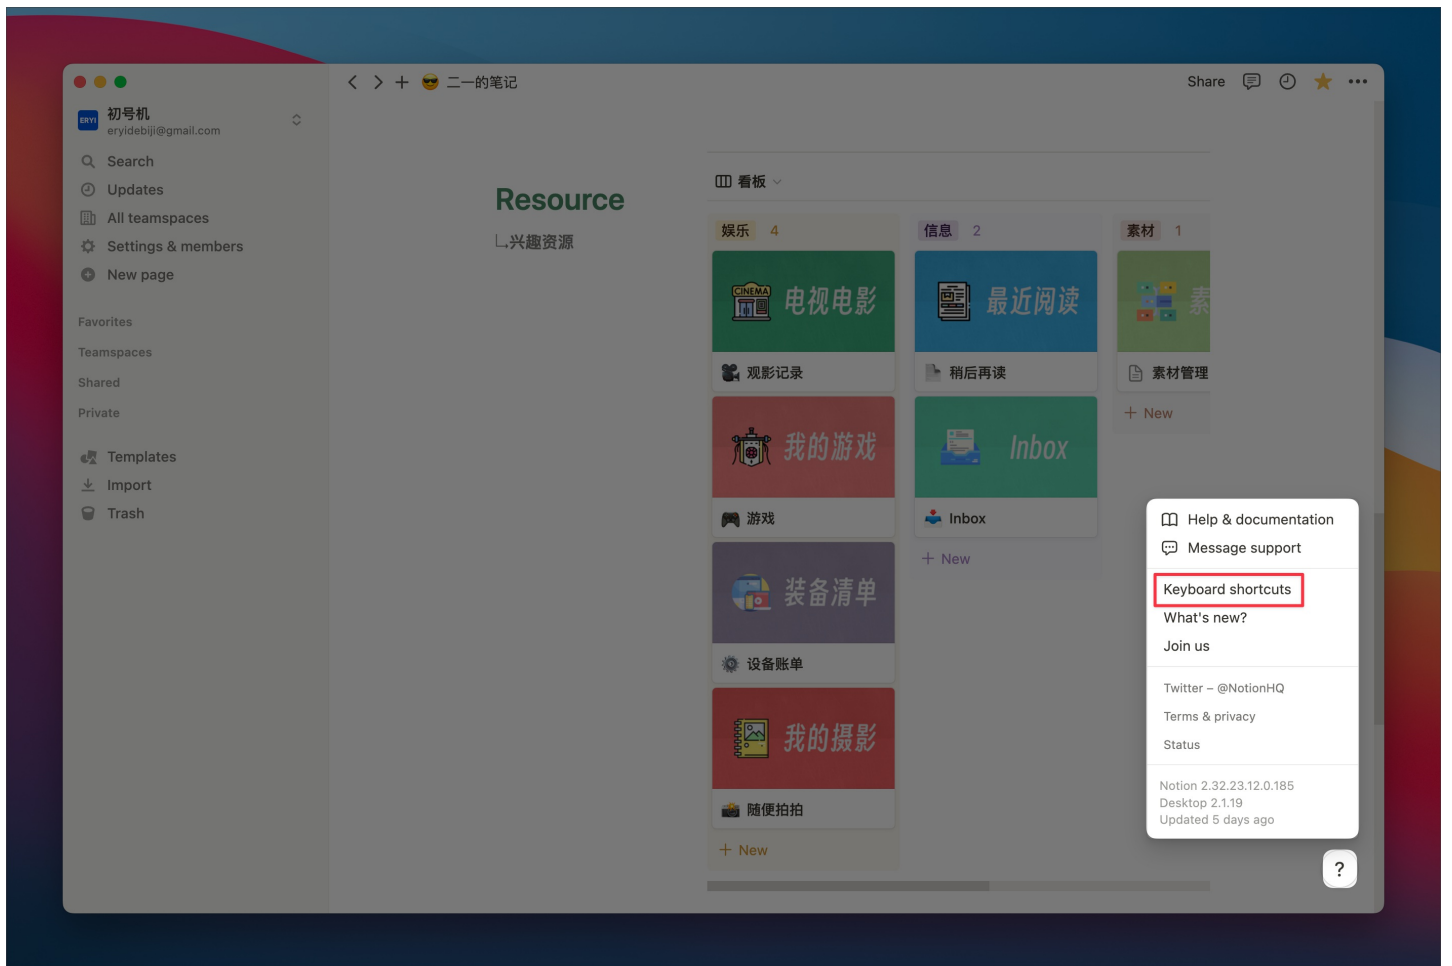 二一的笔记
Share
ERYI
初号机
eryidebiji@gmail.com
Search
Updates
All teamspaces
Settings & members
New page
Favorites
Teamspaces
Shared
Private
Templates
Import
Trash
Resource
兴趣资源
看板
娱乐 4
CINEMA
电视电影
观影记录
我的游戏
游戏
装备清单
设备账单
我的摄影
随便拍拍
+ New
信息 2
最近阅读
稍后再读
Inbox
Inbox
+ New
素材 1
素
素材管理
+ New
Help & documentation
Message support
Keyboard shortcuts
What's new?
Join us
Twitter – @NotionHQ
Terms & privacy
Status
Notion 2.32.23.12.0.185
Desktop 2.1.19
Updated 5 days ago
?